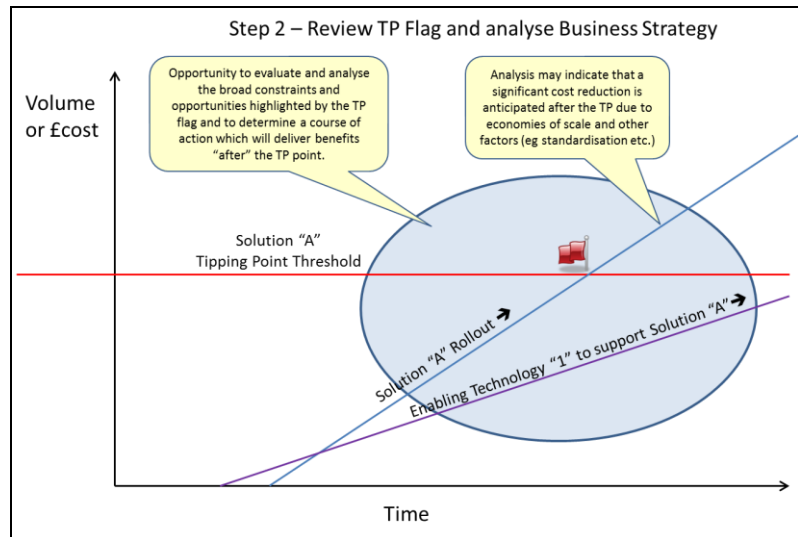 Step 2 – Review TP Flag and analyse Business Strategy
Opportunity to evaluate and analyse
the broad constraints and
opportunities highlighted by the TP
flag and to determine a course of
action which will deliver benefits
“after” the TP point.
Analysis may indicate that a
significant cost reduction is
anticipated after the TP due to
economies of scale and other
factors (eg standardisation etc.)
Volume
or £cost
Solution “A”
Tipping Point Threshold
Solution “A” Rollout
Enabling Technology “1” to support Solution “A”
Time